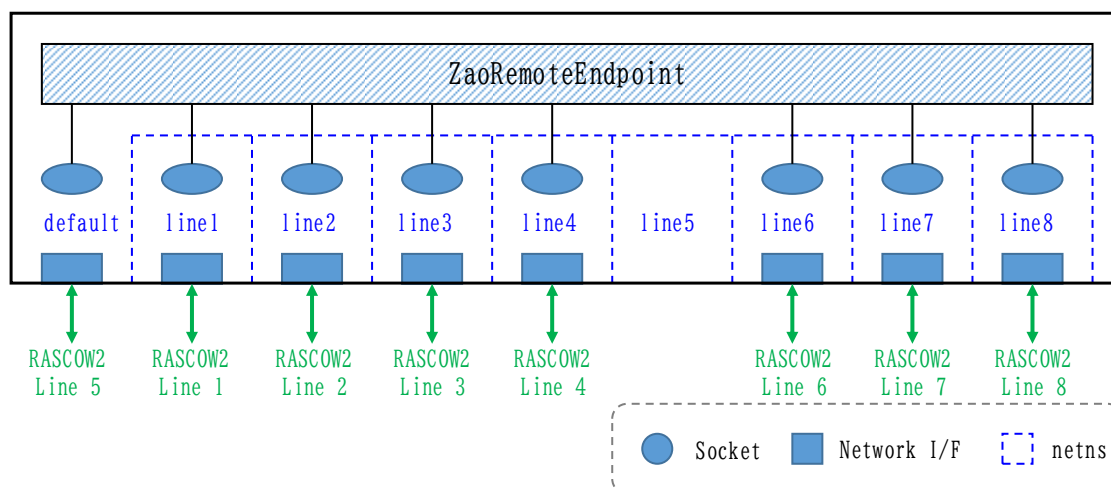 ZaoRemoteEndpoint
default line1 line2 line3 line4 line5 line6 line7 line8
RASCOW2 RASCOW2 RASCOW2 RASCOW2 RASCOW2 RASCOW2 RASCOW2 RASCOW2
Line 5 Line 1 Line 2 Line 3 Line 4 Line 6 Line 7 Line 8
Socket Network I/F netns